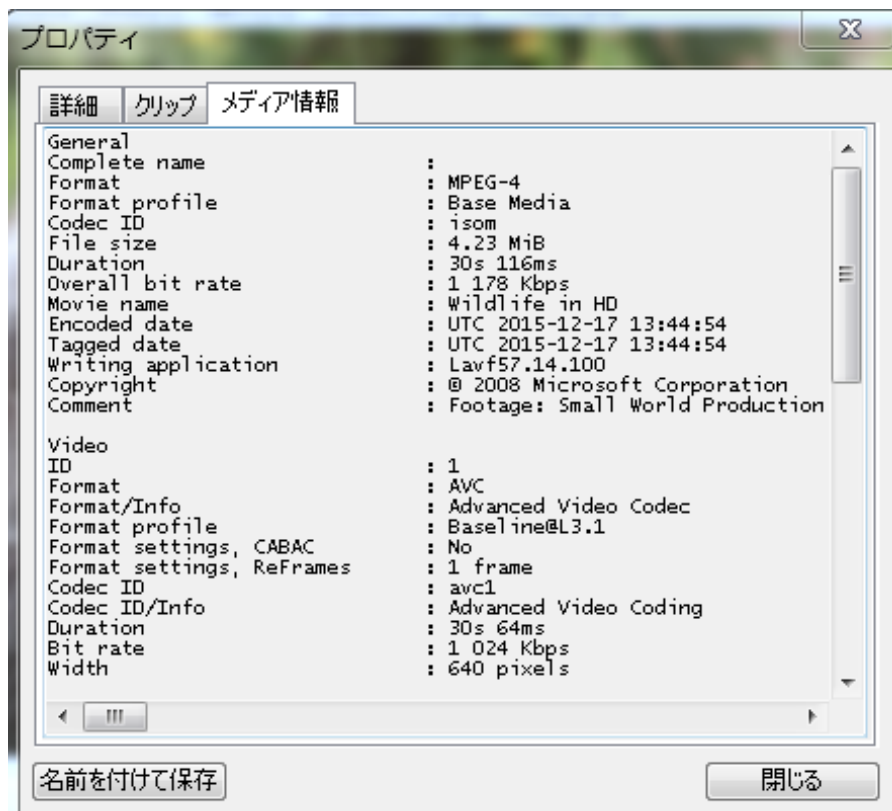 プロパティ
詳細 クリップ メディア情報
General
Complete name :
Format : MPEG-4
Format profile : Base Media
Codec ID : isom
File size : 4.23 MiB
Duration : 30s 116ms
Overall bit rate : 1 178 Kbps
Movie name : Wildlife in HD
Encoded date : UTC 2015-12-17 13:44:54
Tagged date : UTC 2015-12-17 13:44:54
Writing application : Lavf57.14.100
Copyright : © 2008 Microsoft Corporation
Comment : Footage: Small World Production
Video
ID : 1
Format : AVC
Format/Info : Advanced Video Codec
Format profile : Baseline@L3.1
Format settings, CABAC : No
Format settings, ReFrames : 1 frame
Codec ID : avc1
Codec ID/Info : Advanced Video Coding
Duration : 30s 64ms
Bit rate : 1 024 Kbps
Width : 640 pixels
名前を付けて保存 閉じる